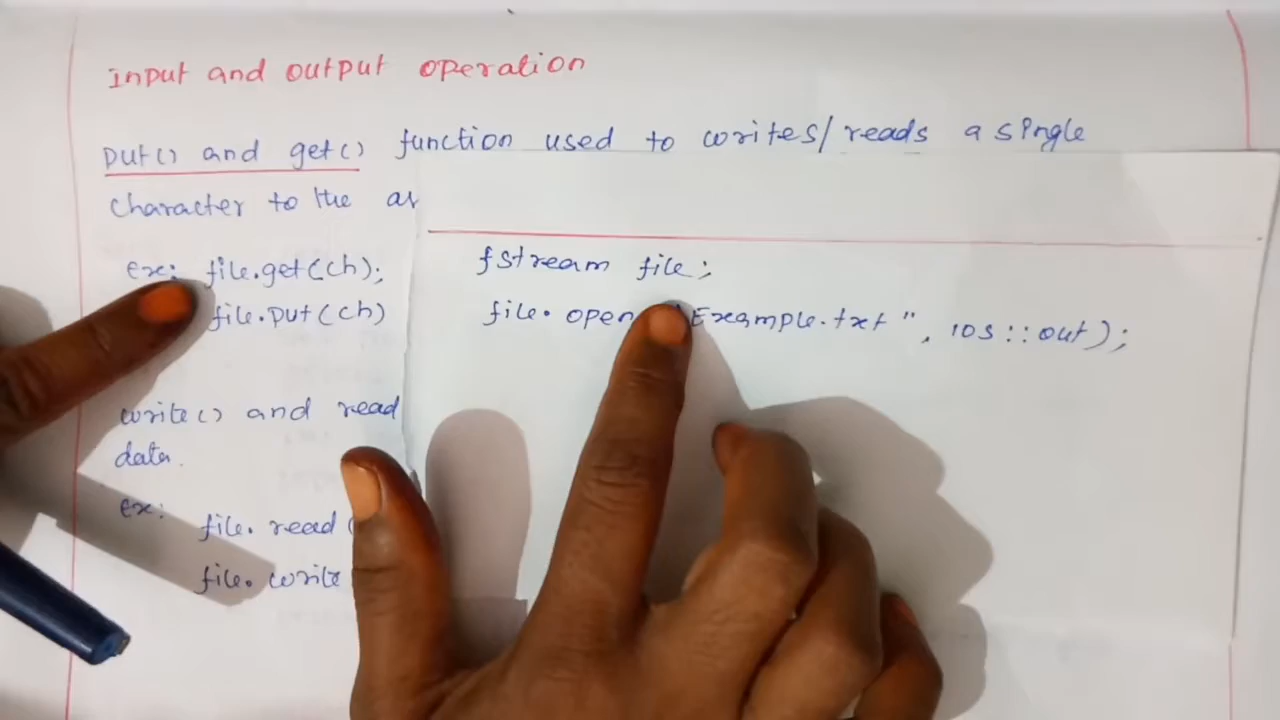 Input and output operation
put() and get() function used to writes/reads a single
character to the
ex: file.get(ch);
file.put(ch)
write() and read
data.
ex:
file. read (
file. write
fstream file;
file. open Example.txt", ios::out);